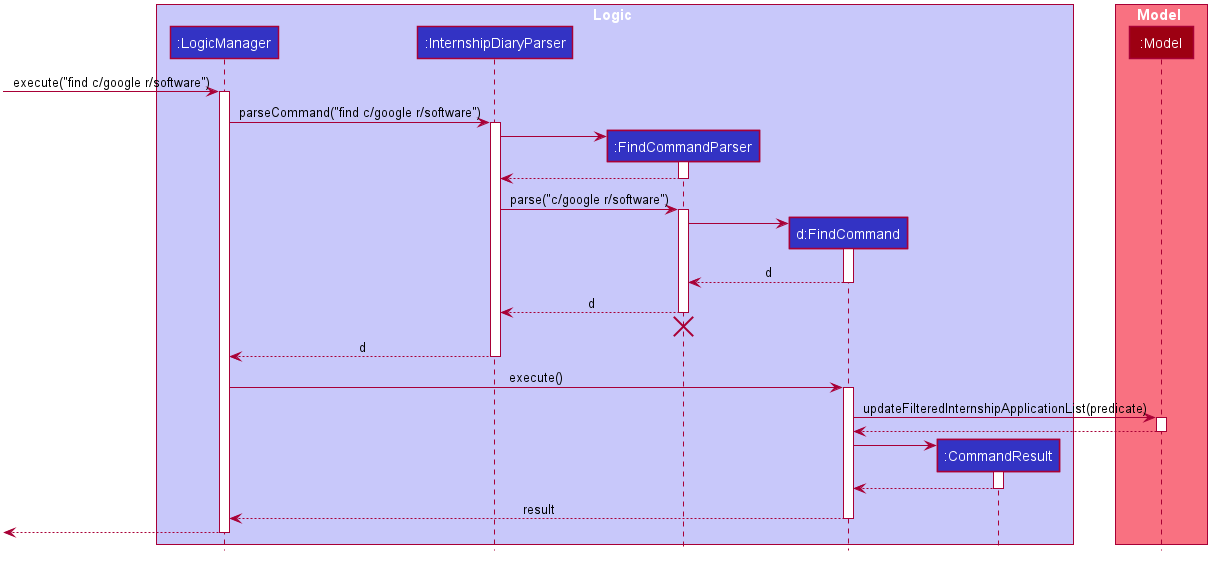 Logic
Model
:LogicManager
:InternshipDiaryParser
:Model
execute("find c/google r/software")
parseCommand("find c/google r/software")
:FindCommandParser
parse("c/google r/software")
d:FindCommand
d
d
d
execute()
updateFilteredInternshipApplicationList(predicate)
:CommandResult
result